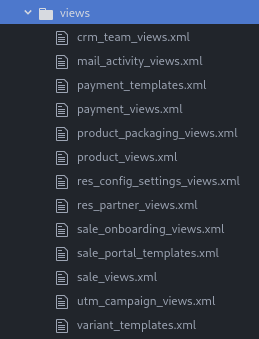 views
crm_team_views.xml
mail_activity_views.xml
payment_templates.xml
payment_views.xml
product_packaging_views.xml
product_views.xml
res_config_settings_views.xml
res_partner_views.xml
sale_onboarding_views.xml
sale_portal_templates.xml
sale_views.xml
utm_campaign_views.xml
variant_templates.xml